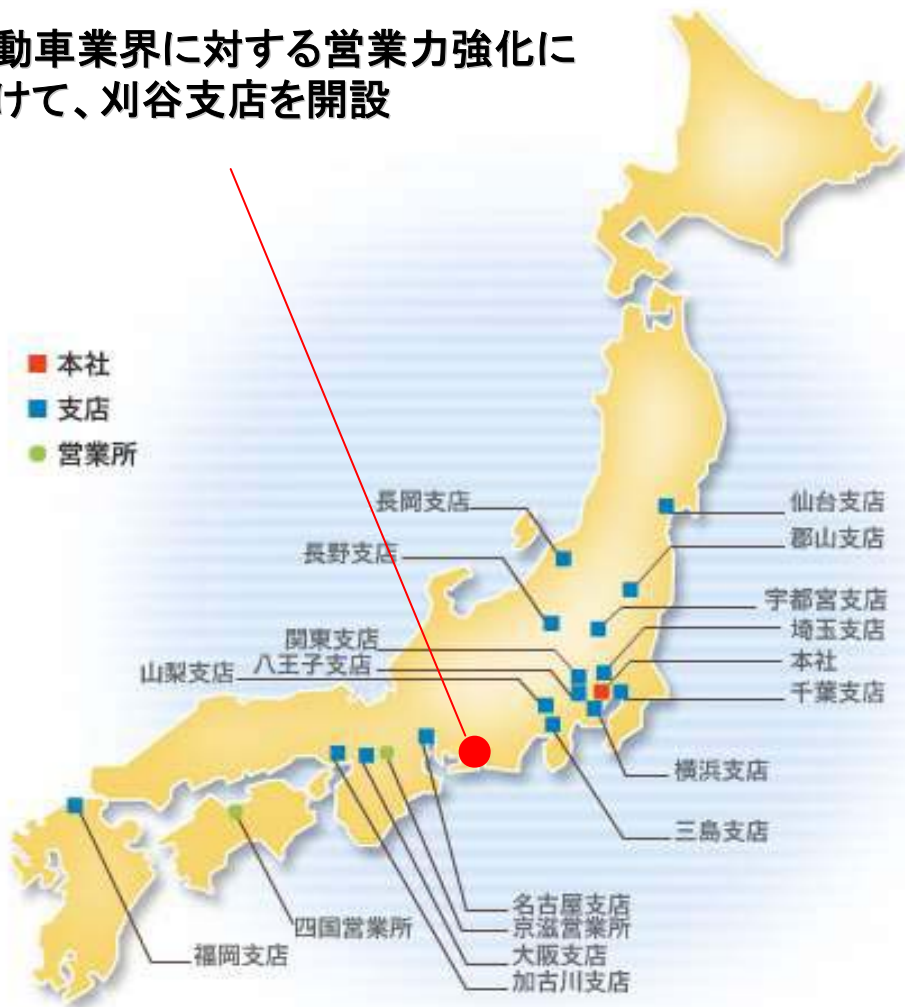 動車業界に対する営業力強化に
けて、刈谷支店を開設
本社
支店
営業所
長岡支店
仙台支店
長野支店
郡山支店
宇都宮支店
関東支店
埼玉支店
山梨支店
八王子支店
本社
千葉支店
横浜支店
三島支店
名古屋支店
四国営業所
京滋営業所
福岡支店
大阪支店
加古川支店